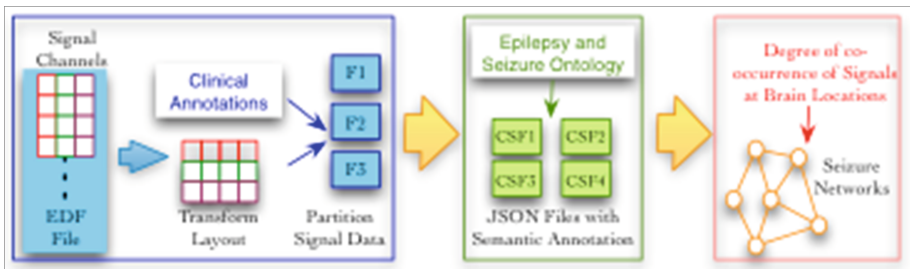 Signal
Channels
EDF
File
Clinical
Annotations
Transform
Layout
F1
F2
F3
Partition
Signal Data
Epilepsy and
Seizure Ontology
CSF1
CSF2
CSF3
CSF4
JSON Files with
Semantic Annotation
Degree of co-
occurrence of Signals
at Brain Locations
Seizure
Networks